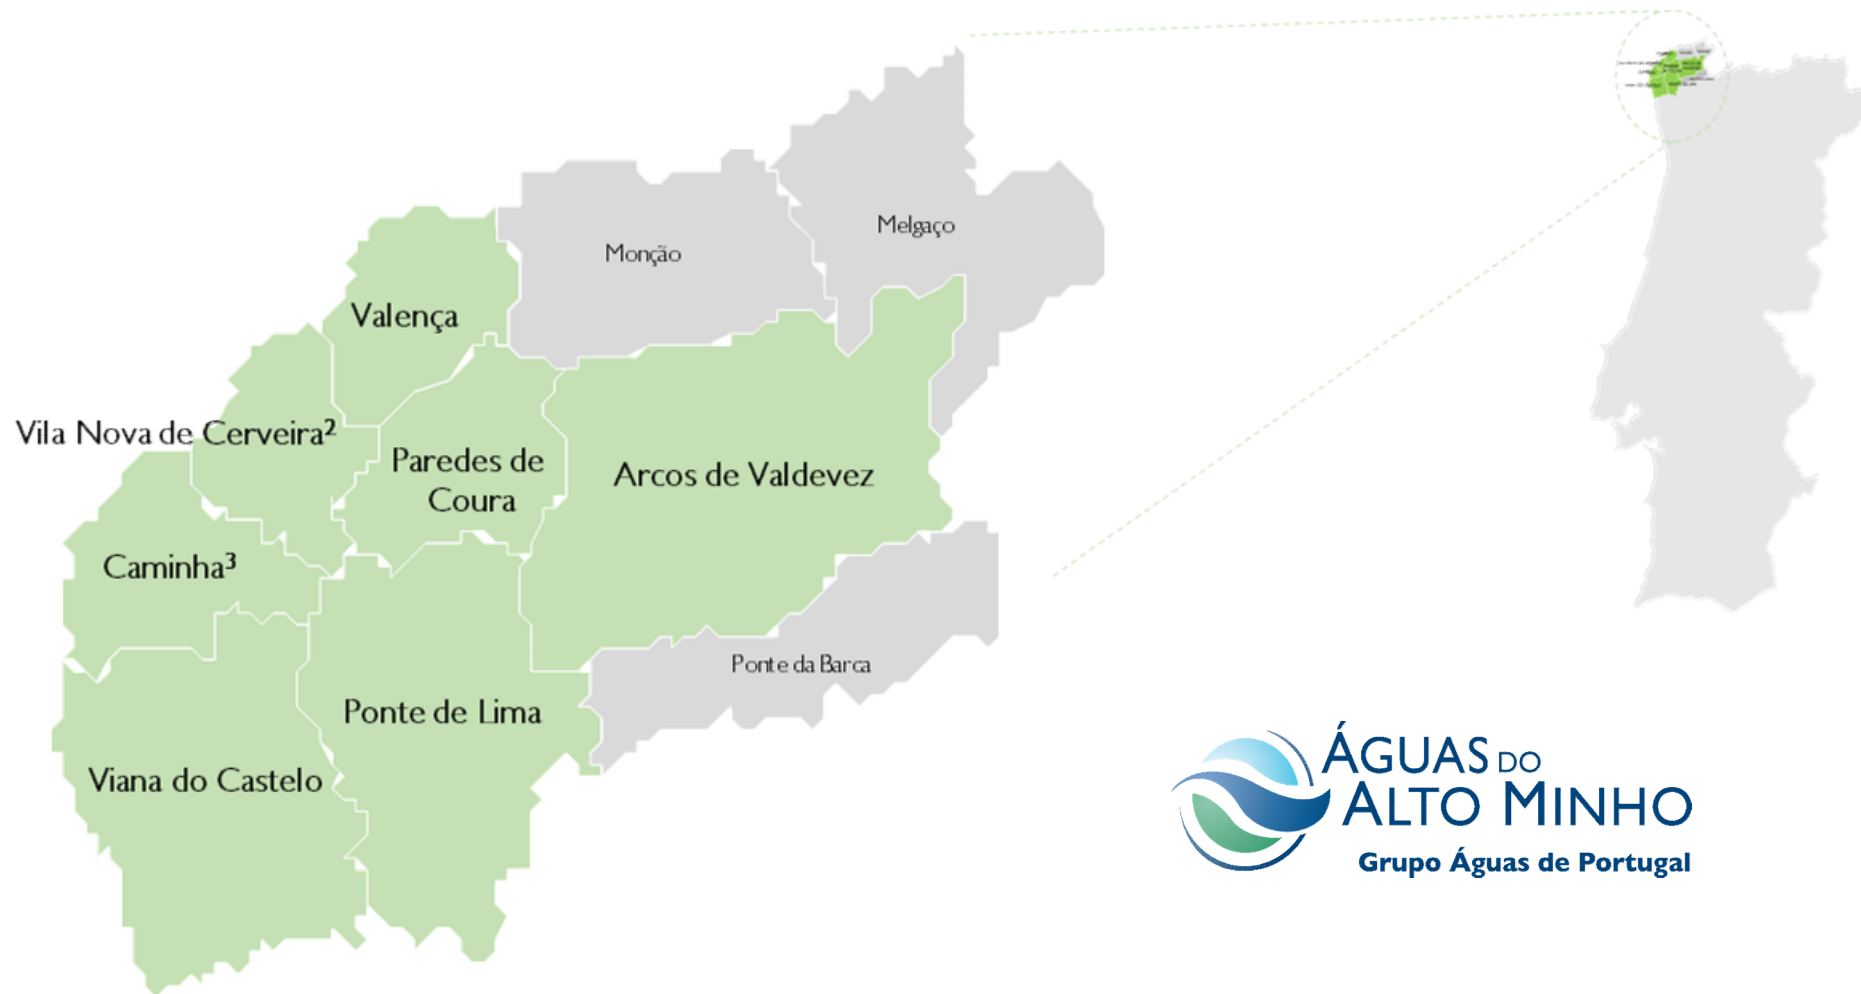 Melgaço
Monção
Valença
Vila Nova de Cerveira²
Paredes de
Coura
Arcos de Valdevez
Caminha³
Ponte da Barca
Ponte de Lima
Viana do Castelo
ÁGUAS DO
ALTO MINHO
Grupo Águas de Portugal